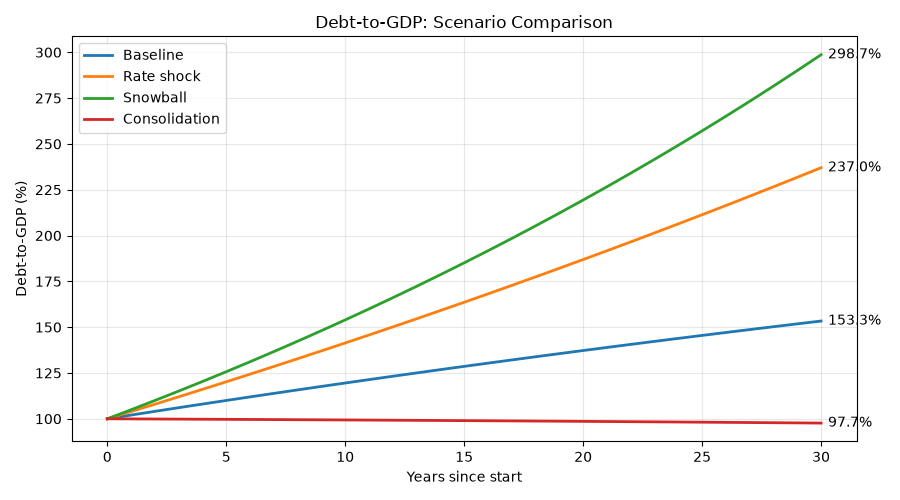 Debt-to-GDP: Scenario Comparison
Debt-to-GDP (%)
300
275
250
225
200
175
150
125
100
Baseline
Rate shock
Snowball
Consolidation
298.7%
237.0%
153.3%
97.7%
0
5
10
15
20
25
30
Years since start